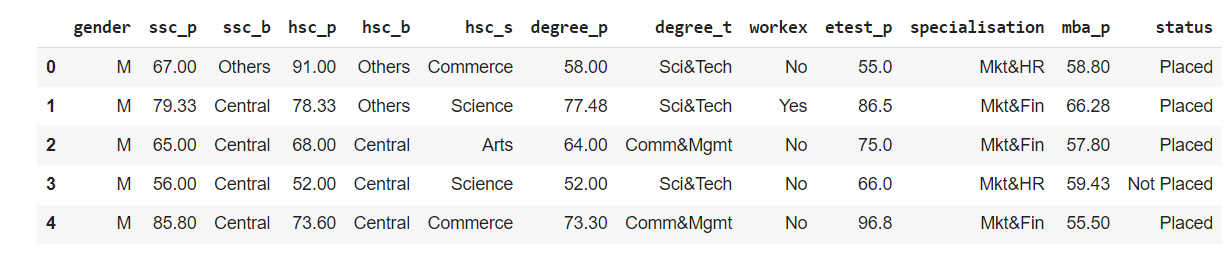 gender ssc_p ssc_b hsc_p hsc_b hsc_s degree_p degree_t workex etest_p specialisation mba_p status
0 M 67.00 Others 91.00 Others Commerce 58.00 Sci&Tech No 55.0 Mkt&HR 58.80 Placed
1 M 79.33 Central 78.33 Others Science 77.48 Sci&Tech Yes 86.5 Mkt&Fin 66.28 Placed
2 M 65.00 Central 68.00 Central Arts 64.00 Comm&Mgmt No 75.0 Mkt&Fin 57.80 Placed
3 M 56.00 Central 52.00 Central Science 52.00 Sci&Tech No 66.0 Mkt&HR 59.43 Not Placed
4 M 85.80 Central 73.60 Central Commerce 73.30 Comm&Mgmt No 96.8 Mkt&Fin 55.50 Placed